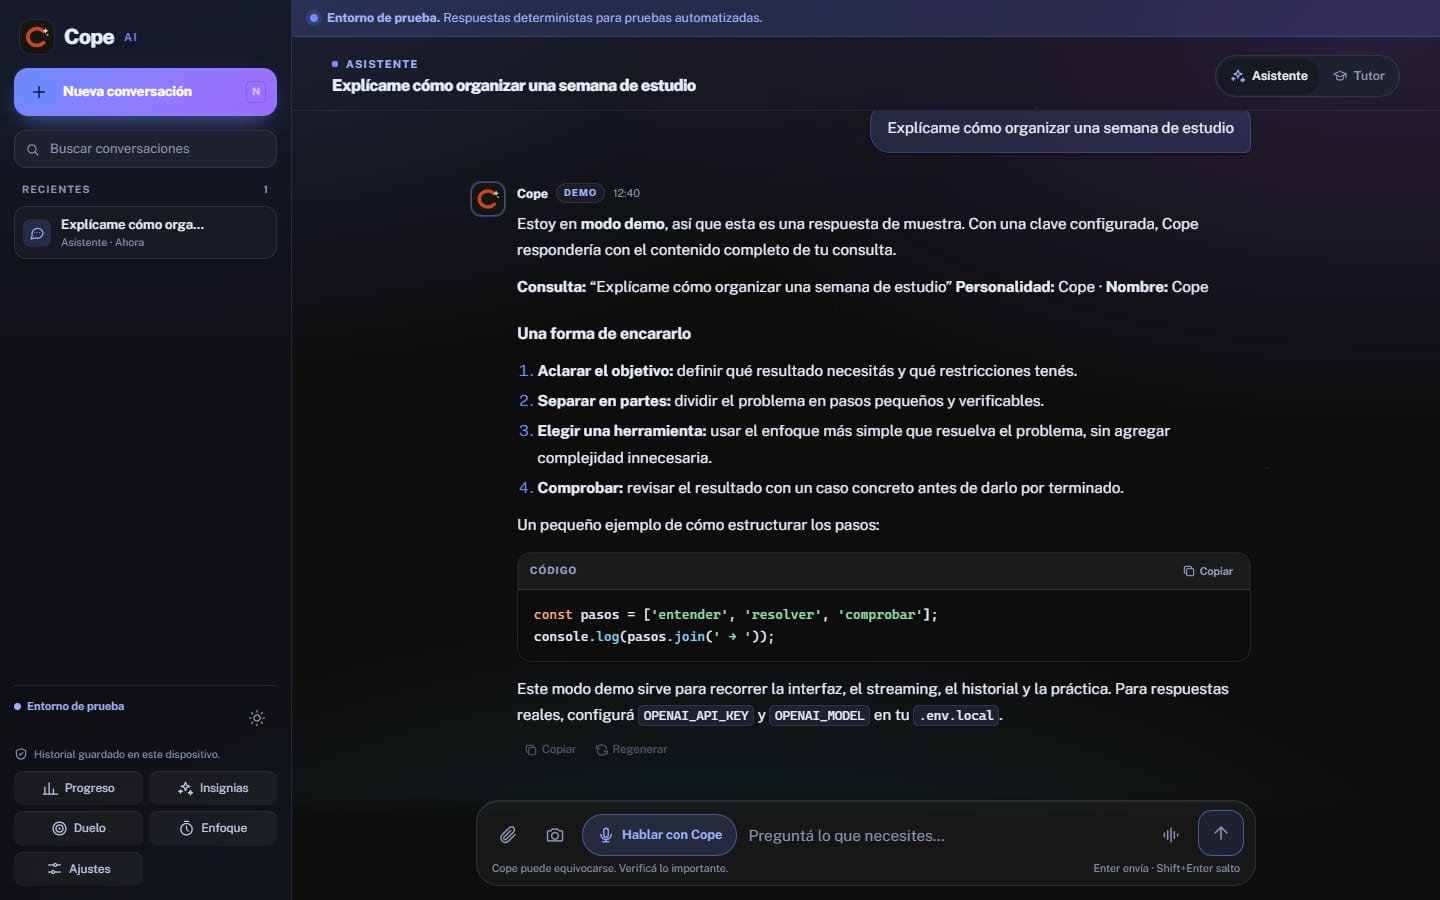 Cope AI
Nueva conversación N
Buscar conversaciones
RECIENTES 1
Explícame cómo orga...
Asistente · Ahora
Entorno de prueba
Historial guardado en este dispositivo.
Progreso
Insignias
Duelo
Enfoque
Ajustes
Entorno de prueba. Respuestas deterministas para pruebas automatizadas.
ASISTENTE
Explícame cómo organizar una semana de estudio
Asistente
Tutor
Explícame cómo organizar una semana de estudio
Cope DEMO 12:40
Estoy en modo demo, así que esta es una respuesta de muestra. Con una clave configurada, Cope
respondería con el contenido completo de tu consulta.
Consulta: “Explícame cómo organizar una semana de estudio” Personalidad: Cope · Nombre: Cope
Una forma de encararlo
1. Aclarar el objetivo: definir qué resultado necesitás y qué restricciones tenés.
2. Separar en partes: dividir el problema en pasos pequeños y verificables.
3. Elegir una herramienta: usar el enfoque más simple que resuelva el problema, sin agregar
complejidad innecesaria.
4. Comprobar: revisar el resultado con un caso concreto antes de darlo por terminado.
Un pequeño ejemplo de cómo estructurar los pasos:
CÓDIGO
Copiar
const pasos = ['entender', 'resolver', 'comprobar'];
console.log(pasos.join(' → '));
Este modo demo sirve para recorrer la interfaz, el streaming, el historial y la práctica. Para respuestas
reales, configurá OPENAI_API_KEY y OPENAI_MODEL en tu .env.local.
Copiar
Regenerar
Hablar con Cope
Preguntá lo que necesites...
Cope puede equivocarse. Verificá lo importante.
Enter envía · Shift+Enter salto